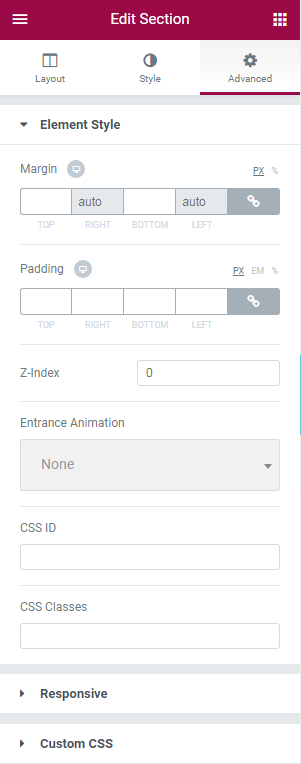 Edit Section
Layout Style Advanced
Element Style
Margin PX %
auto auto
TOP RIGHT BOTTOM LEFT
Padding PX EM %
TOP RIGHT BOTTOM LEFT
Z-Index 0
Entrance Animation
None
CSS ID
CSS Classes
Responsive
Custom CSS